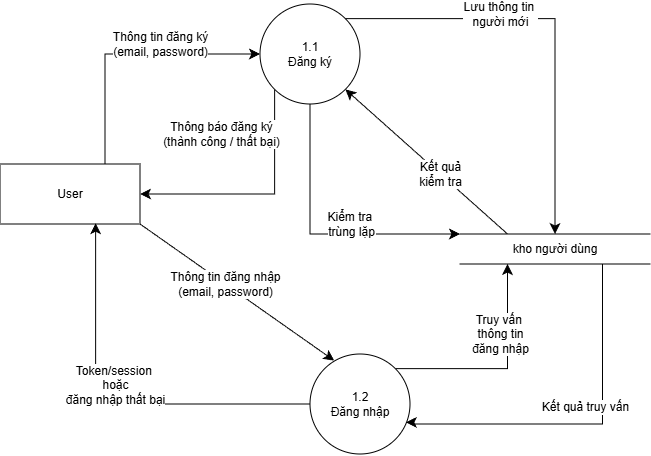 Thông tin đăng ký
(email, password)
1.1
Đăng ký
Lưu thông tin
người mới
Thông báo đăng ký
(thành công / thất bại)
Kết quả
kiểm tra
User
Kiểm tra
trùng lặp
kho người dùng
Thông tin đăng nhập
(email, password)
Truy vấn
thông tin
đăng nhập
Token/session
hoặc
đăng nhập thất bại
1.2
Đăng nhập
Kết quả truy vấn